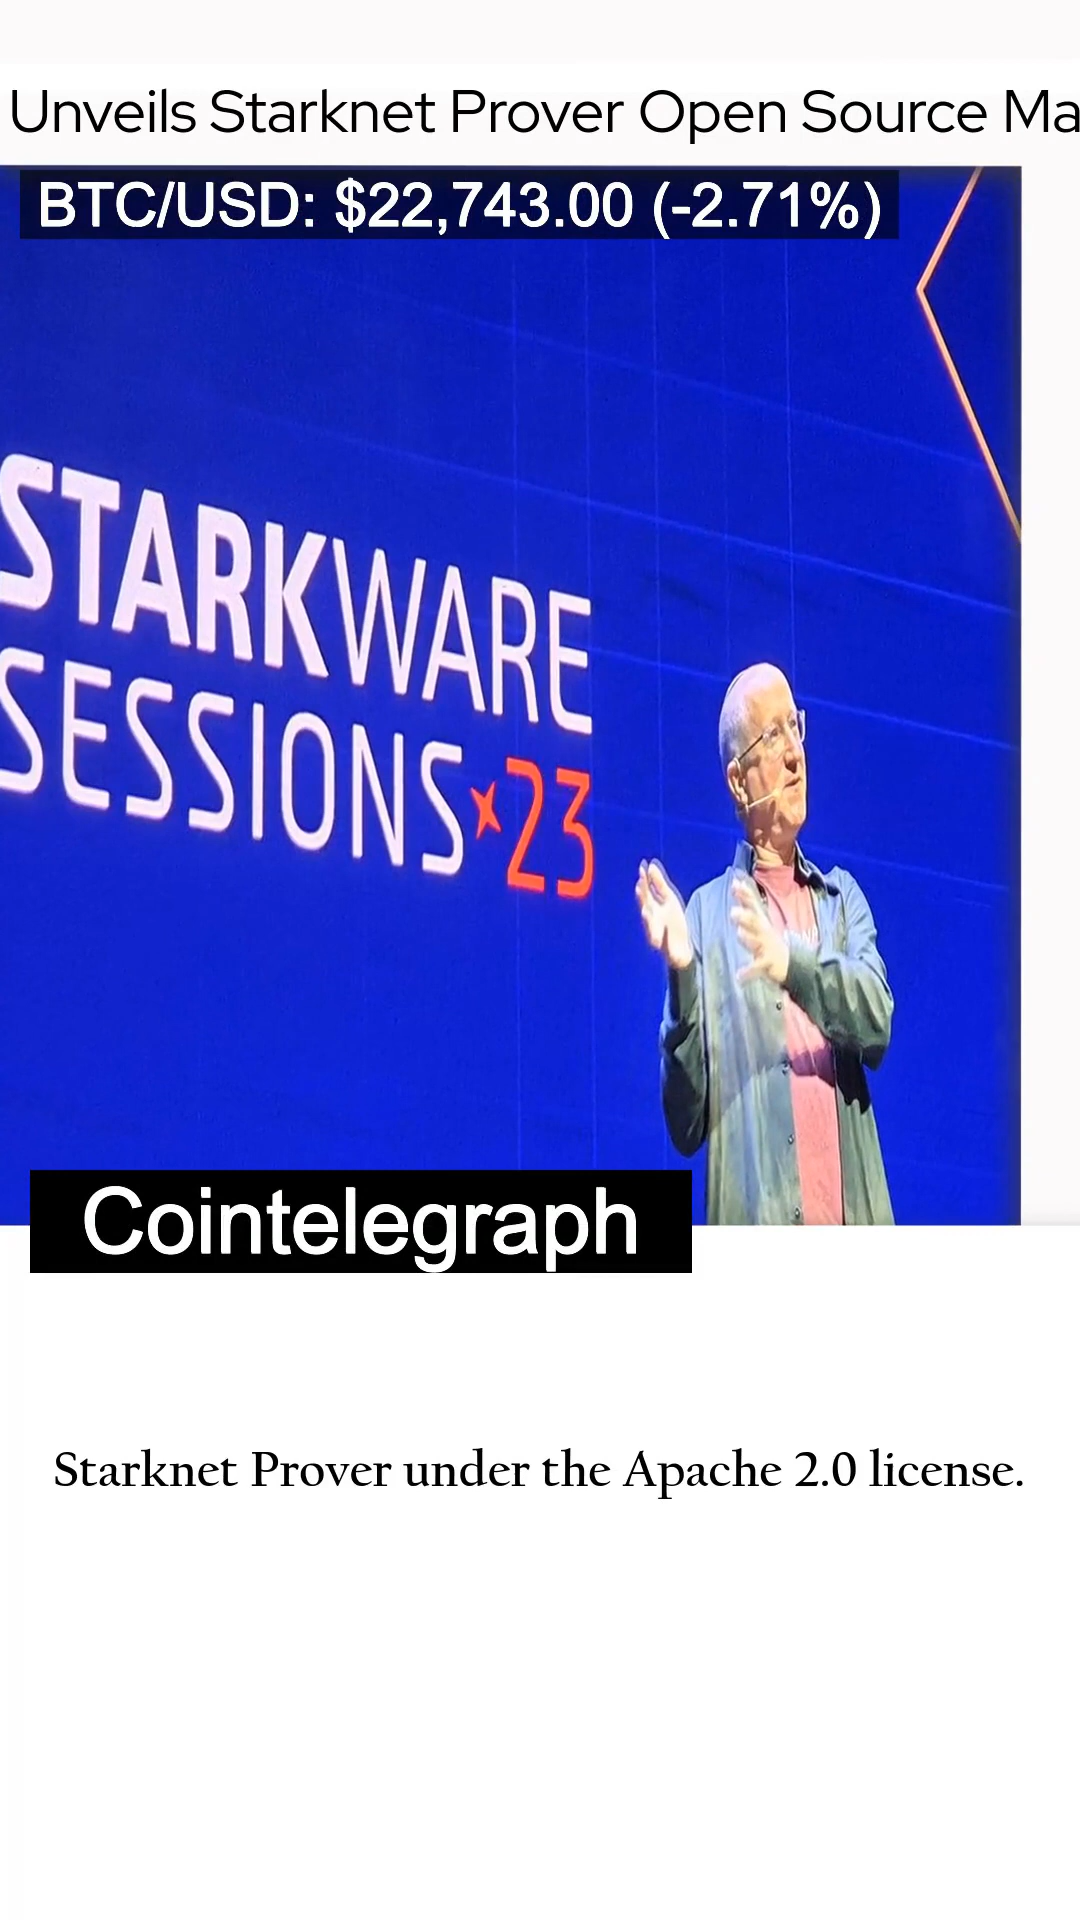 Unveils Starknet Prover Open Source Ma
BTC/USD: $22,743.00 (-2.71%)
STARKWARE
SESSIONS 23
Cointelegraph
Starknet Prover under the Apache 2.0 license.